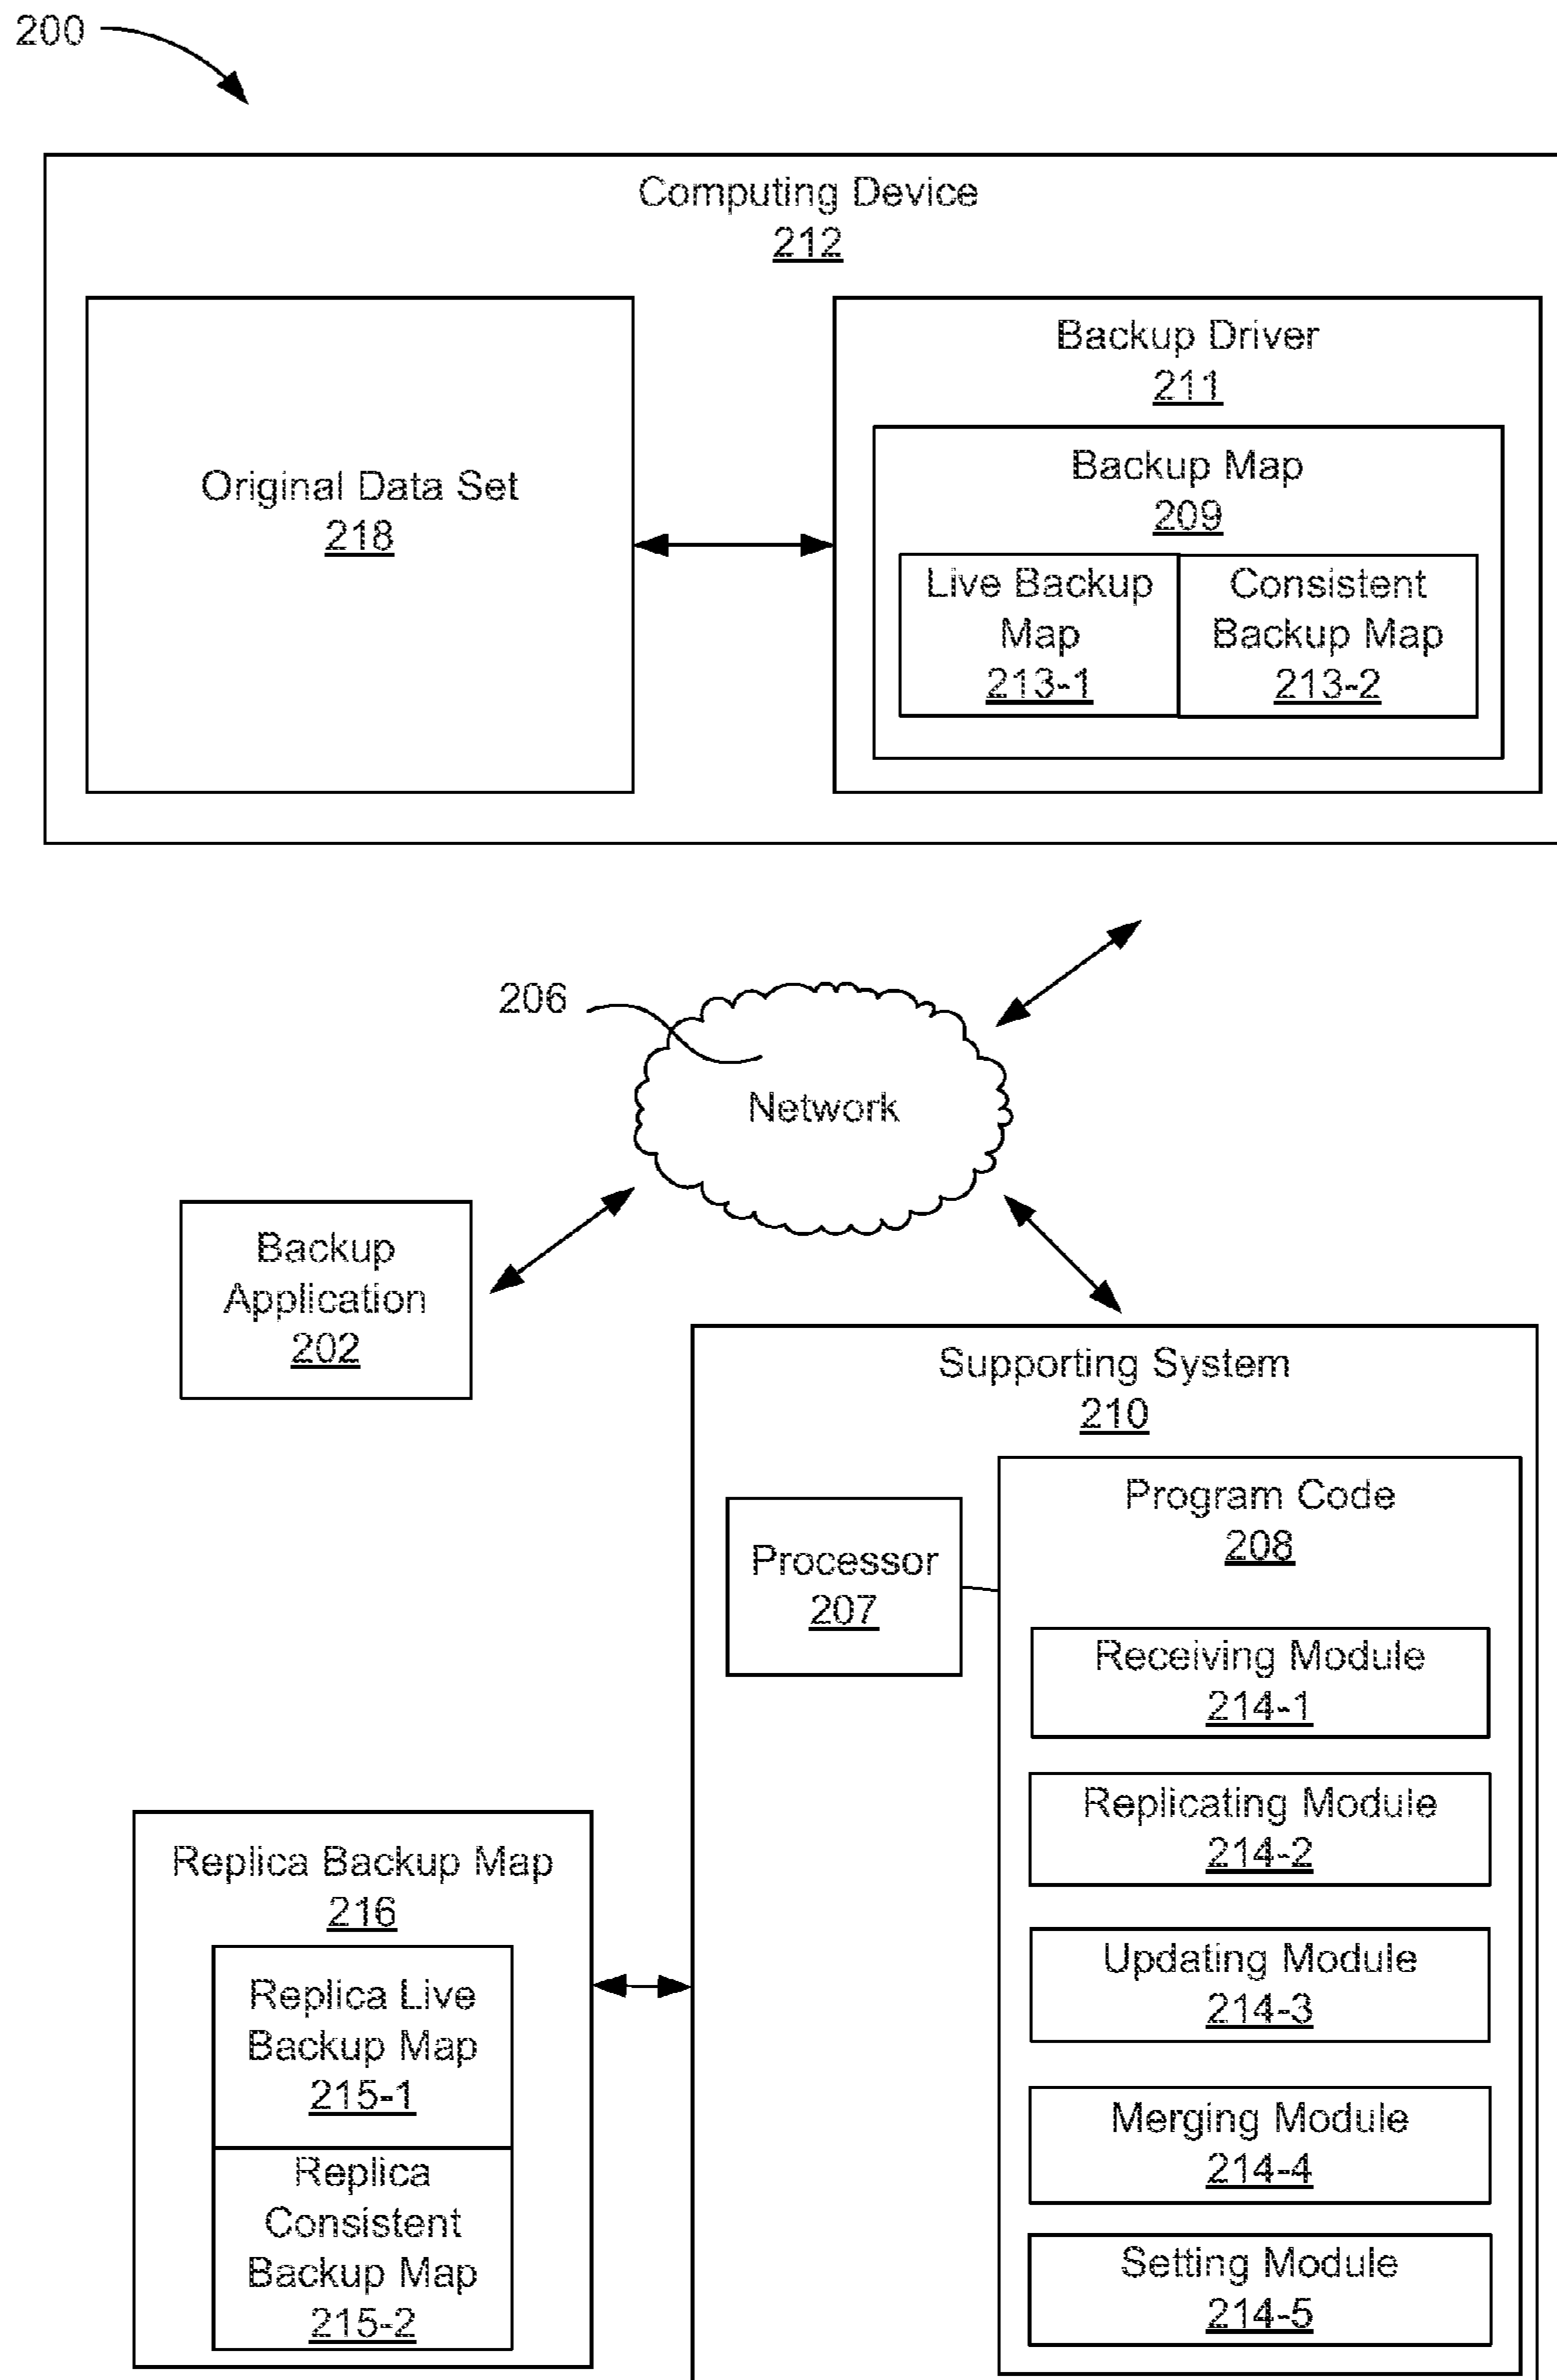 200
Computing Device
212
Original Data Set
218
Backup Driver
211
Backup Map
209
Live Backup
Map
213-1
Consistent
Backup Map
213-2
206
Network
Backup
Application
202
Supporting System
210
Processor
207
Program Code
208
Receiving Module
214-1
Replicating Module
214-2
Updating Module
214-3
Merging Module
214-4
Setting Module
214-5
Replica Backup Map
216
Replica Live
Backup Map
215-1
Replica
Consistent
Backup Map
215-2